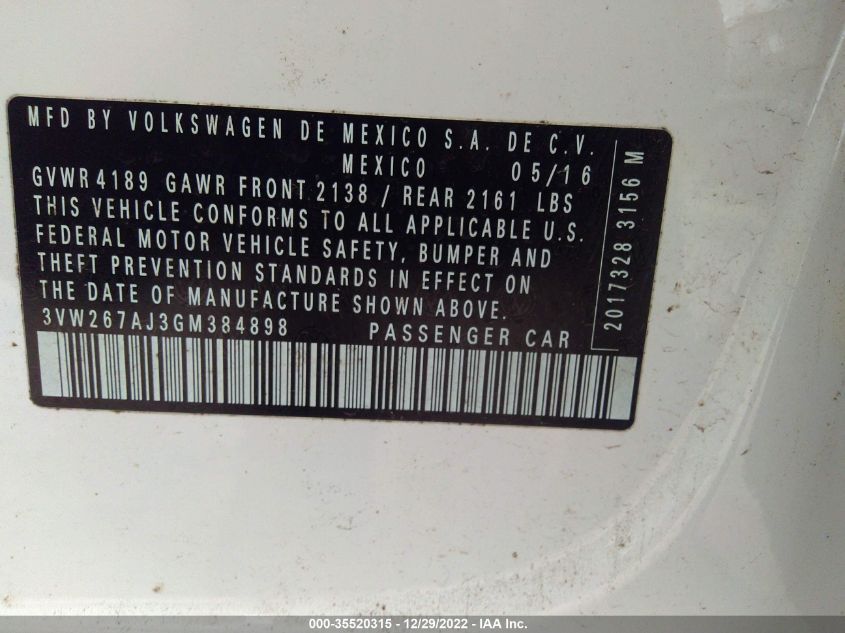 MFD BY VOLKSWAGEN DE MEXICO S.A. DE C.V.
MEXICO 05/16
GVWR 4189 GAWR FRONT 2138 / REAR 2161 LBS
THIS VEHICLE CONFORMS TO ALL APPLICABLE U.S.
FEDERAL MOTOR VEHICLE SAFETY, BUMPER AND
THEFT PREVENTION STANDARDS IN EFFECT ON
THE DATE OF MANUFACTURE SHOWN ABOVE.
3VW267AJ3GM384898 PASSENGER CAR
2017328 3156 M
000-35520315 - 12/29/2022 - IAA Inc.